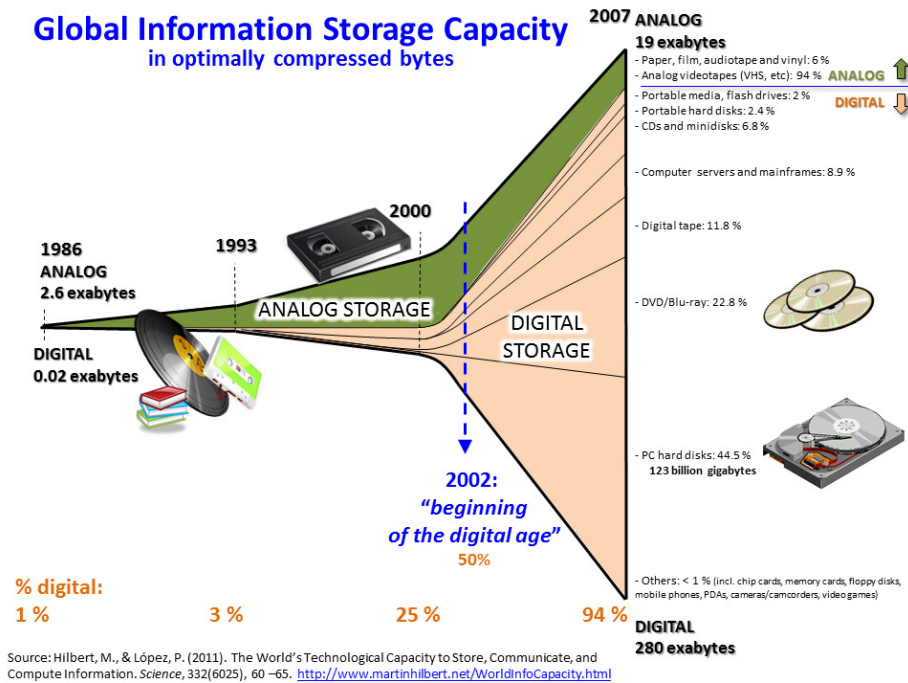 Global Information Storage Capacity
in optimally compressed bytes
2007 ANALOG
19 exabytes
- Paper, film, audiotape and vinyl: 6 %
- Analog videotapes (VHS, etc): 94 %
ANALOG
- Portable media, flash drives: 2 %
DIGITAL
- Portable hard disks: 2.4 %
- CDs and minidisks: 6.8 %
- Computer servers and mainframes: 8.9 %
2000
- Digital tape: 11.8 %
1993
1986
ANALOG
2.6 exabytes
ANALOG STORAGE
- DVD/Blu-ray: 22.8 %
DIGITAL
STORAGE
DIGITAL
0.02 exabytes
- PC hard disks: 44.5 %
123 billion gigabytes
2002:
“beginning
of the digital age”
50%
- Others: < 1 % (incl. chip cards, memory cards, floppy disks,
mobile phones, PDAs, cameras/camcorders, video games)
% digital:
1 % 3 % 25 % 94 %
DIGITAL
280 exabytes
Source: Hilbert, M., & López, P. (2011). The World’s Technological Capacity to Store, Communicate, and
Compute Information. Science, 332(6025), 60 –65. http://www.martinhilbert.net/WorldInfoCapacity.html